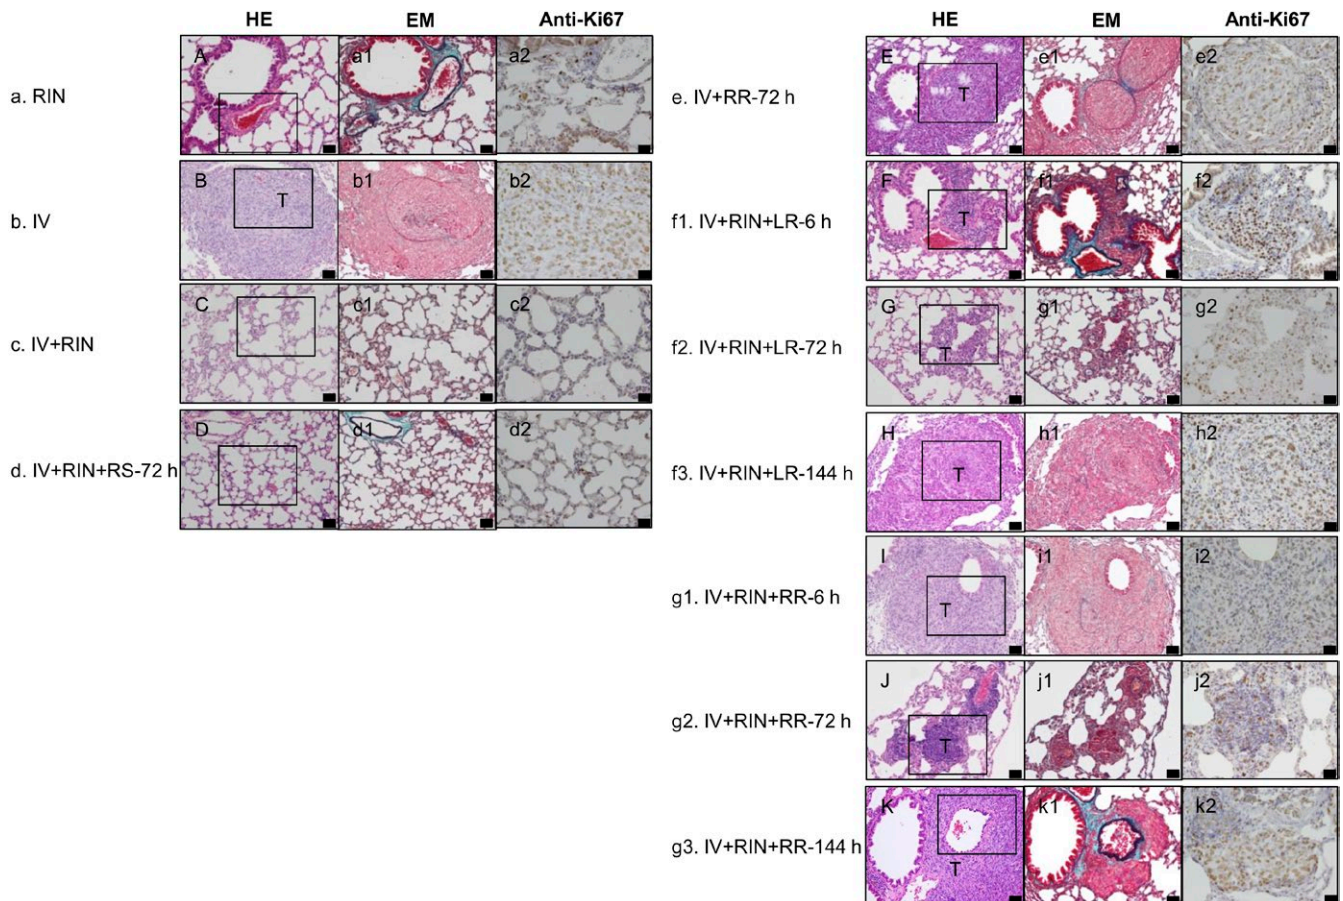 HE EM Anti-Ki67
a. RIN A a1 a2
b. IV B T b1 b2
c. IV+RIN C c1 c2
d. IV+RIN+RS-72 h D d1 d2
HE EM Anti-Ki67
e. IV+RR-72 h E T e1 e2
f1. IV+RIN+LR-6 h F T f1 f2
f2. IV+RIN+LR-72 h G T g1 g2
f3. IV+RIN+LR-144 h H T h1 h2
g1. IV+RIN+RR-6 h I T i1 i2
g2. IV+RIN+RR-72 h J T j1 j2
g3. IV+RIN+RR-144 h K T k1 k2